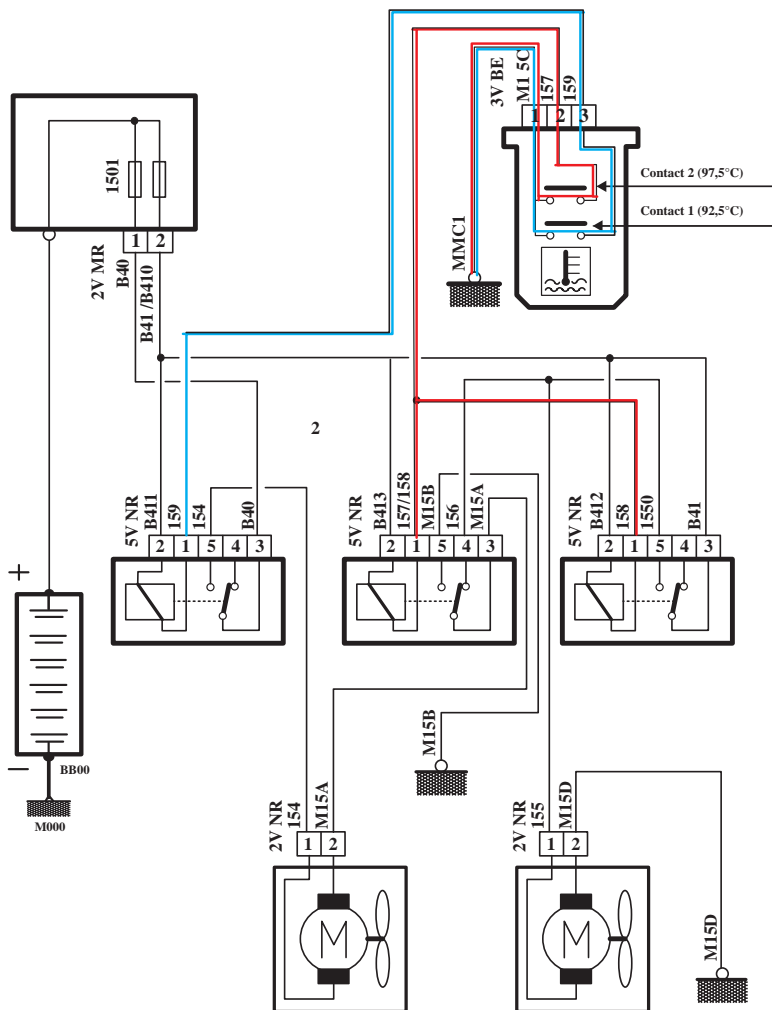 3V BE
M1 5C
157
159
1 2 3
Contact 2 (97,5°C)
Contact 1 (92,5°C)
MMC1
1501
1 2
2V MR
B40
B41 /B410
2
5V NR
B411
159
154
B40
2 1 5 4 3
5V NR
B413
157/158
M15B
156
M15A
2 1 5 4 3
5V NR
B412
158
1550
B41
2 1 5 4 3
+
−
BB00
M000
M15B
2V NR
154
M15A
1 2
M
2V NR
155
M15D
1 2
M
M15D